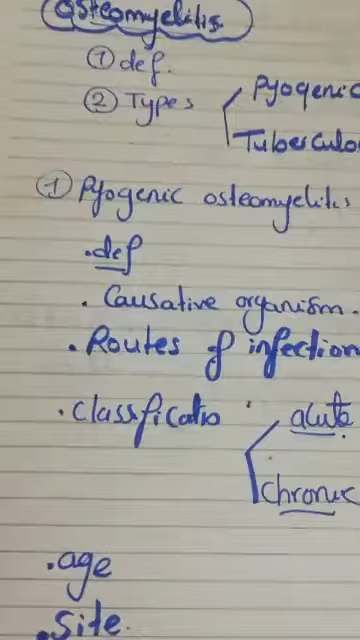 Osteomyelitis.
① def.
② Types
Pyogenic
Tuberculo
① Pyogenic osteomyelitis
. def
. Causative organism.
. Routes of infection
. Classificatio
acute
chronic
. age
. Site.